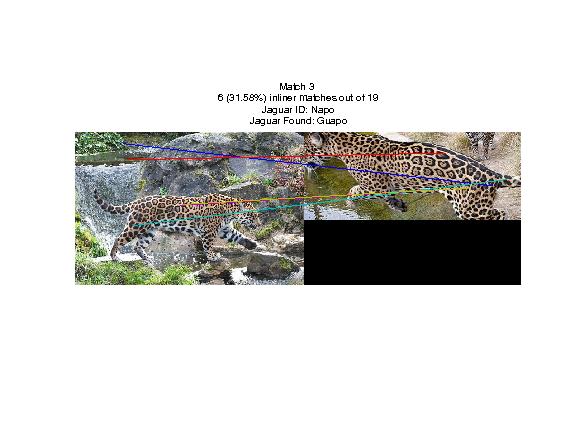 Match 3
6 (31.58%) inliner matches out of 19
Jaguar ID: Napo
Jaguar Found: Guapo